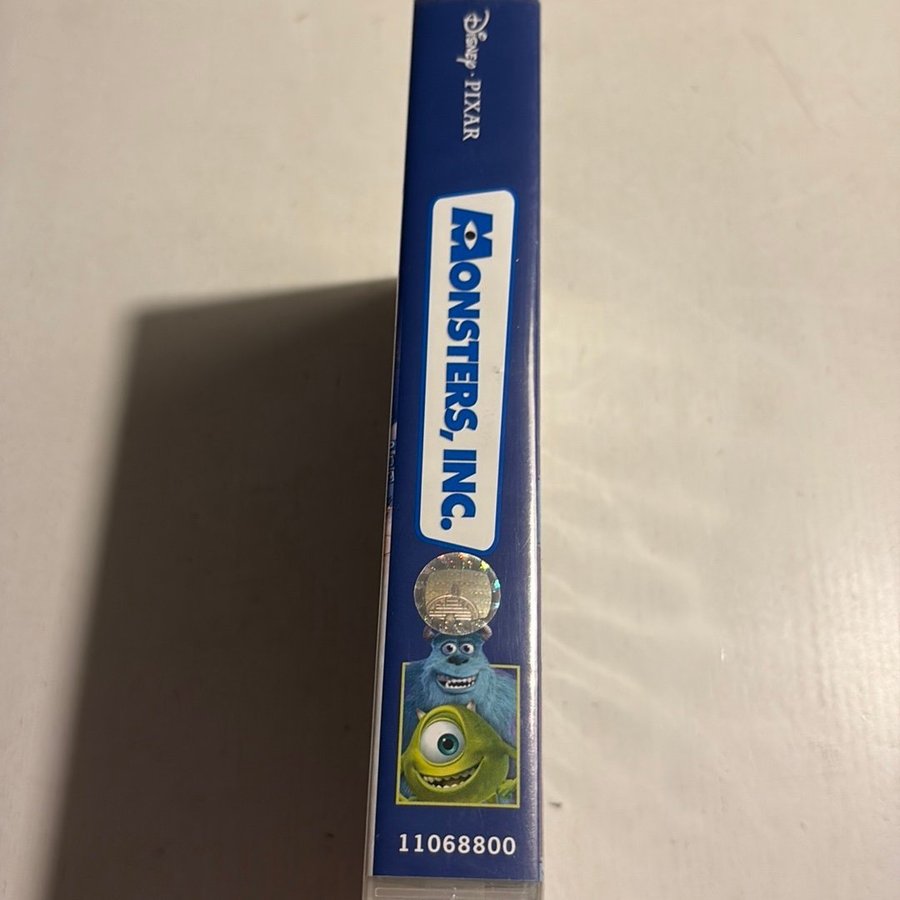 Disney · PIXAR
MONSTERS, INC.
11068800